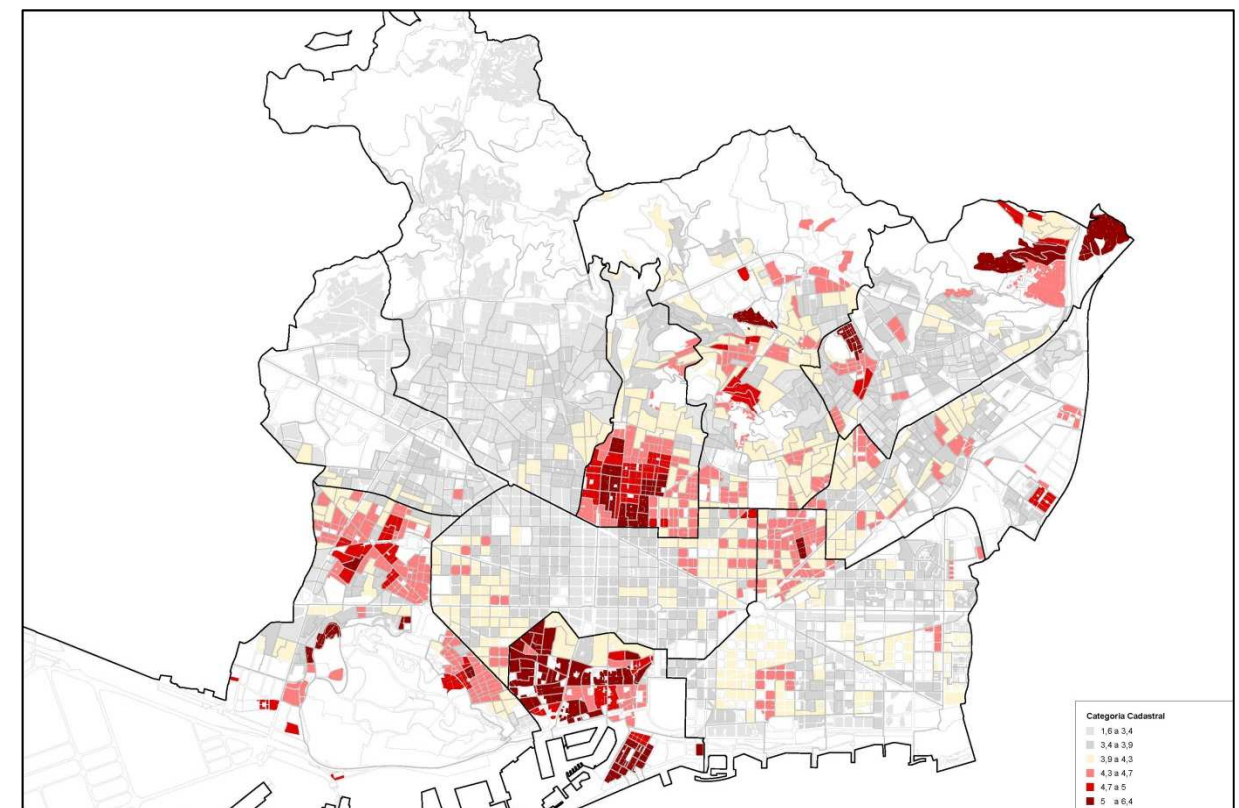 Categoria Cadastral
1,6 a 3,4
3,4 a 3,9
3,9 a 4,3
4,3 a 4,7
4,7 a 5
5 a 6,4